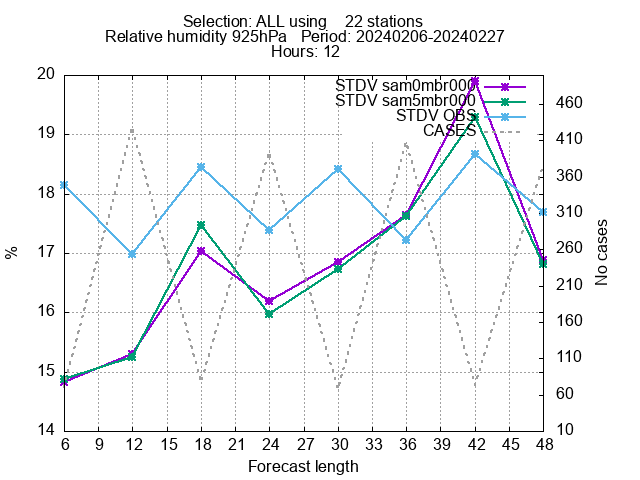 Selection: ALL using    22 stations
Relative humidity 925hPa   Period: 20240206-20240227
Hours: 12
STDV sam0mbr000
STDV sam5mbr000
STDV OBS
CASES
20
19
18
17
16
15
14
%
460
410
360
310
260
210
160
110
60
10
No cases
6 9 12 15 18 21 24 27 30 33 36 39 42 45 48
Forecast length